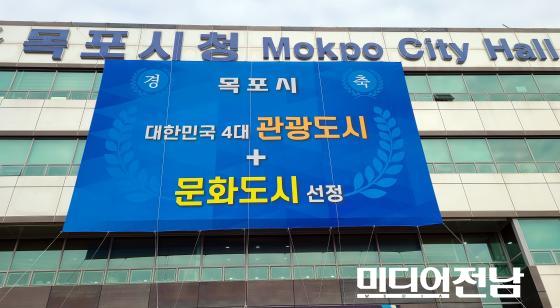 목포시청 Mokpo City Hall
경 목포시 축
대한민국 4대 관광도시
+
문화도시 선정
미디어전남